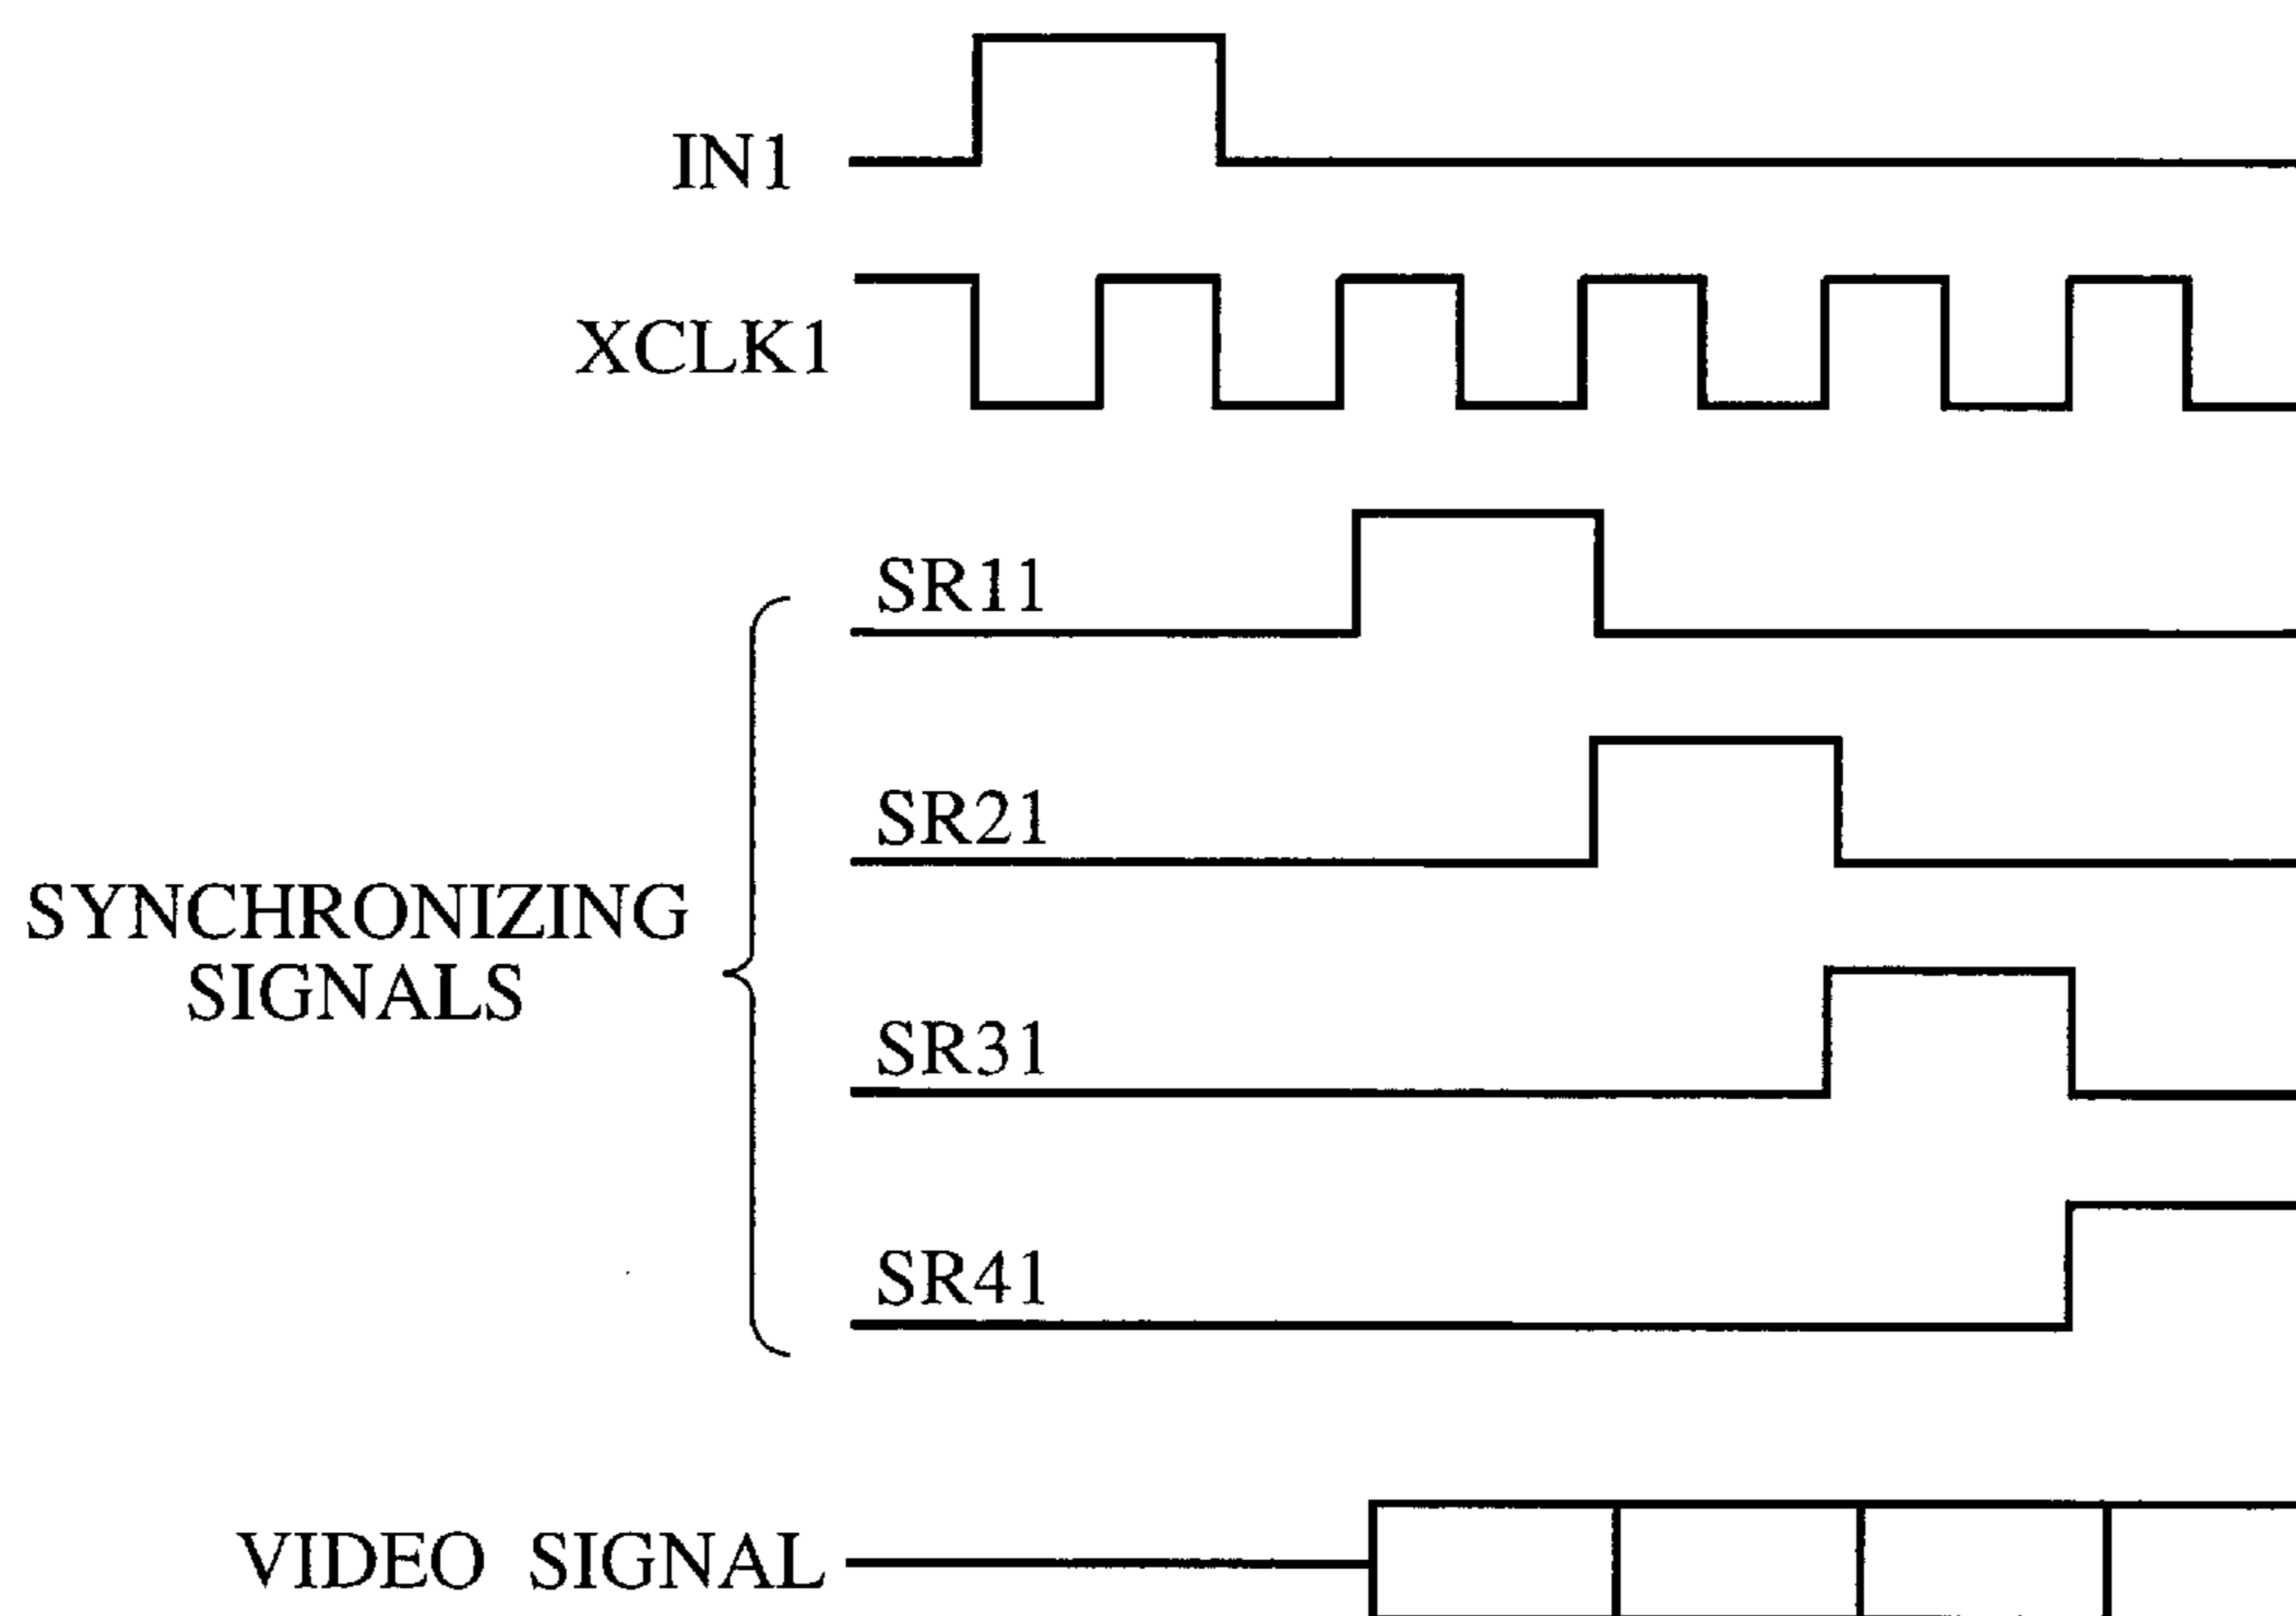 IN1
XCLK1
SR11
SR21
SYNCHRONIZING
SIGNALS
SR31
SR41
VIDEO SIGNAL